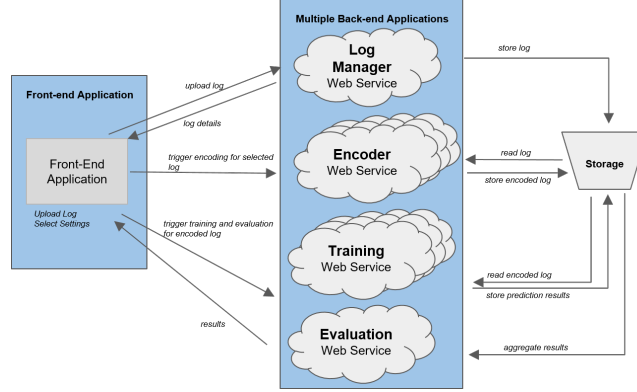 Multiple Back-end Applications
Log
Manager
Web Service
store log
Front-end Application
upload log
log details
Front-End
Application
trigger encoding for selected
log
Encoder
Web Service
read log
store encoded log
Storage
Upload Log
Select Settings
trigger training and evaluation
for encoded log
Training
Web Service
read encoded log
store prediction results
results
Evaluation
Web Service
aggregate results